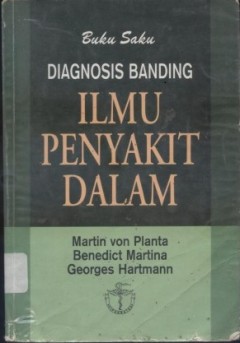 Buku Saku
DIAGNOSIS BANDING
ILMU
PENYAKIT
DALAM
Martin von Planta
Benedict Martina
Georges Hartmann